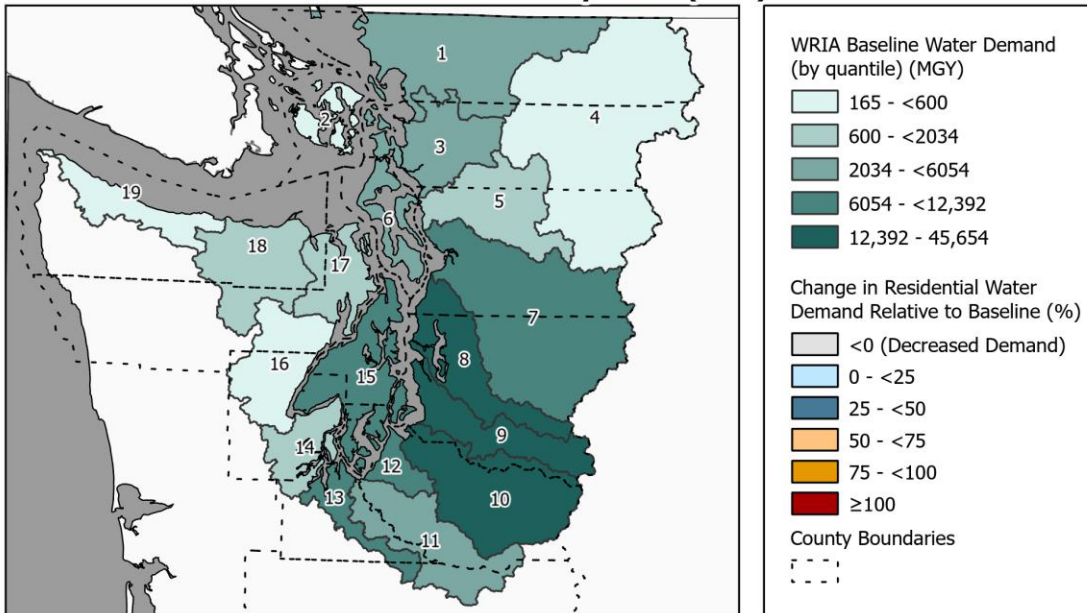 1
2
3
4
5
6
7
8
9
10
11
12
13
14
15
16
17
18
19
WRIA Baseline Water Demand
(by quantile) (MGY)
165 - <600
600 - <2034
2034 - <6054
6054 - <12,392
12,392 - 45,654
Change in Residential Water
Demand Relative to Baseline (%)
<0 (Decreased Demand)
0 - <25
25 - <50
50 - <75
75 - <100
≥100
County Boundaries